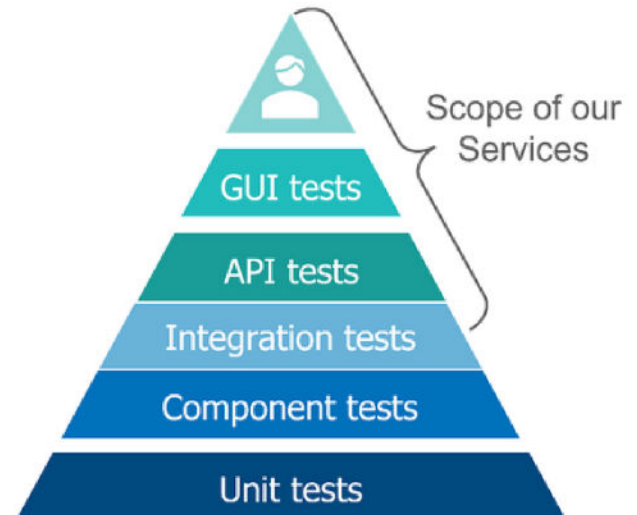 Scope of our
Services
GUI tests
API tests
Integration tests
Component tests
Unit tests